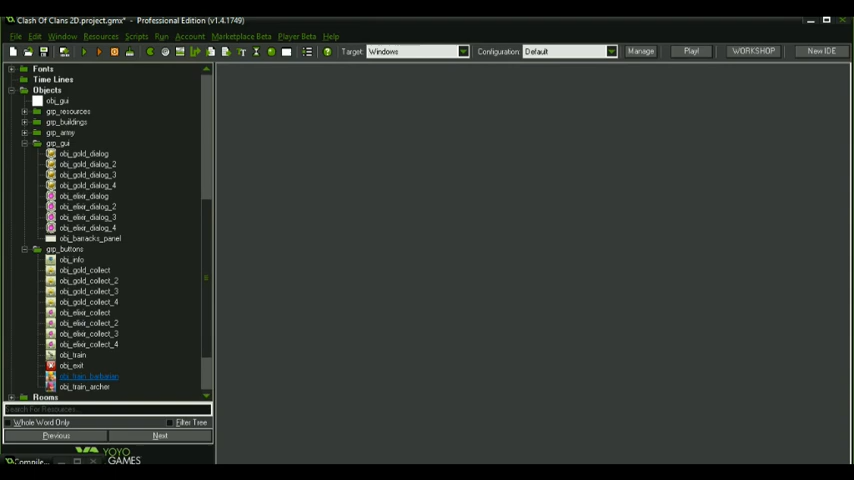 Clash Of Clans 2D.project.gmx* - Professional Edition (v1.4.1749)
File Edit Window Resources Scripts Run Account Marketplace Beta Player Beta Help
Target: Windows Configuration: Default Manage Play! WORKSHOP New IDE
Fonts
Time Lines
Objects
obj_gui
grp_resources
grp_buildings
grp_army
grp_gui
obj_gold_dialog
obj_gold_dialog_2
obj_gold_dialog_3
obj_gold_dialog_4
obj_elixir_dialog
obj_elixir_dialog_2
obj_elixir_dialog_3
obj_elixir_dialog_4
obj_barracks_panel
grp_buttons
obj_info
obj_gold_collect
obj_gold_collect_2
obj_gold_collect_3
obj_gold_collect_4
obj_elixir_collect
obj_elixir_collect_2
obj_elixir_collect_3
obj_elixir_collect_4
obj_train
obj_exit
obj_train_barbarian
obj_train_archer
Rooms
Search For Resources...
Whole Word Only Filter Tree
Previous Next
YOYO
GAMES
Compile...